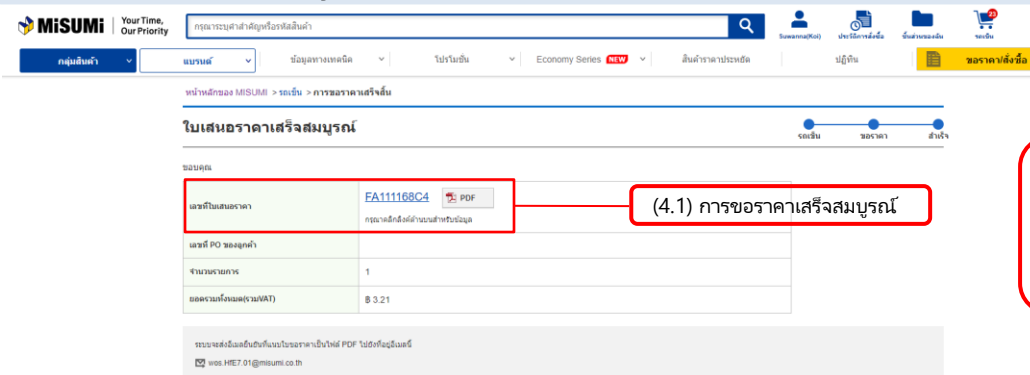 MiSUMi
Your Time,
Our Priority
กรุณาระบุคำสำคัญหรือรหัสสินค้า
Suwanna(Koi)
ประวัติการสั่งซื้อ
ชิ้นส่วนของฉัน
23
รถเข็น
กลุ่มสินค้า
แบรนด์
ข้อมูลทางเทคนิค
โปรโมชั่น
Economy Series NEW
สินค้าราคาประหยัด
ปฏิทิน
ขอราคา/สั่งซื้อ
หน้าหลักของ MISUMI > รถเข็น > การขอราคาเสร็จสิ้น
ใบเสนอราคาเสร็จสมบูรณ์
รถเข็น
ขอราคา
สำเร็จ
ขอบคุณ
เลขที่ใบเสนอราคา
FA111168C4
PDF
กรุณาคลิกลิงค์ด้านบนสำหรับข้อมูล
(4.1) การขอราคาเสร็จสมบูรณ์
เลขที่ PO ของลูกค้า
จำนวนรายการ
1
ยอดรวมทั้งหมด(รวมVAT)
฿ 3.21
ระบบจะส่งอีเมลยืนยันที่แนบใบขอราคาเป็นไฟล์ PDF ไปยังที่อยู่อีเมลนี้
wos.HfE7.01@misumi.co.th